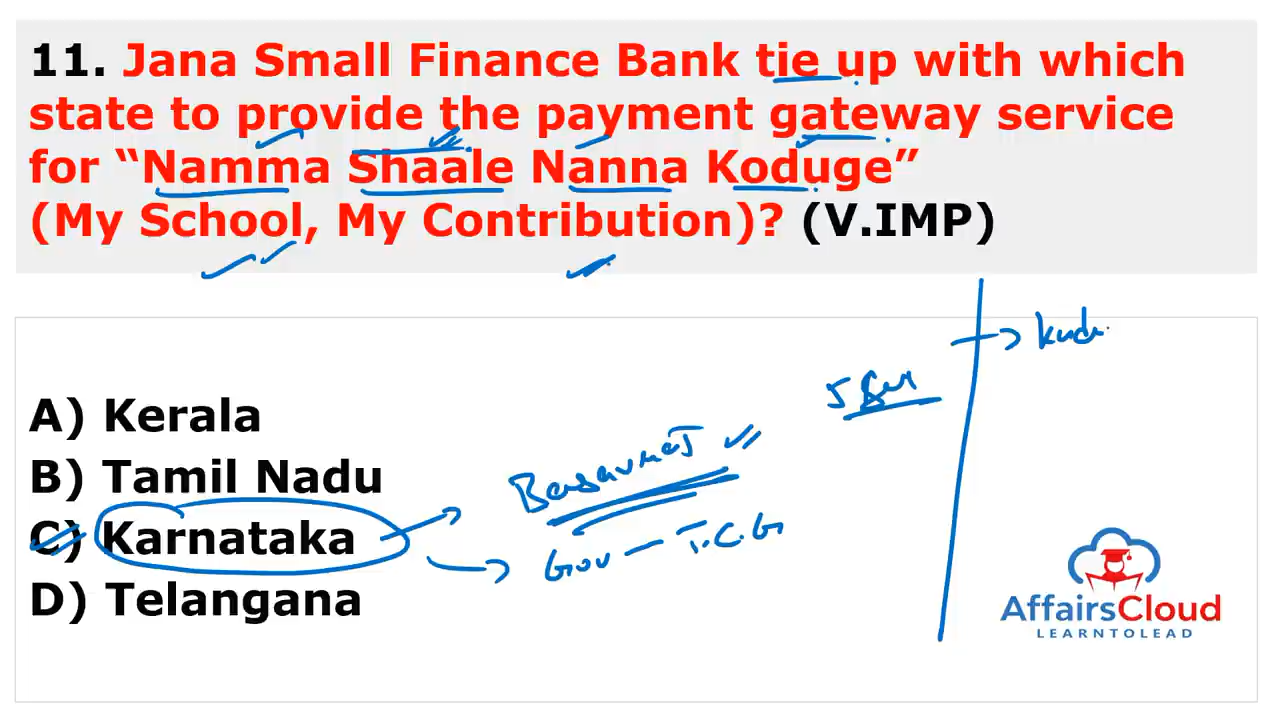 11. Jana Small Finance Bank tie up with which
state to provide the payment gateway service
for “Namma Shaale Nanna Koduge”
(My School, My Contribution)? (V.IMP)
A) Kerala
B) Tamil Nadu
C) Karnataka
D) Telangana
Gov — T.C.G
AffairsCloud
LEARNTOLEAD